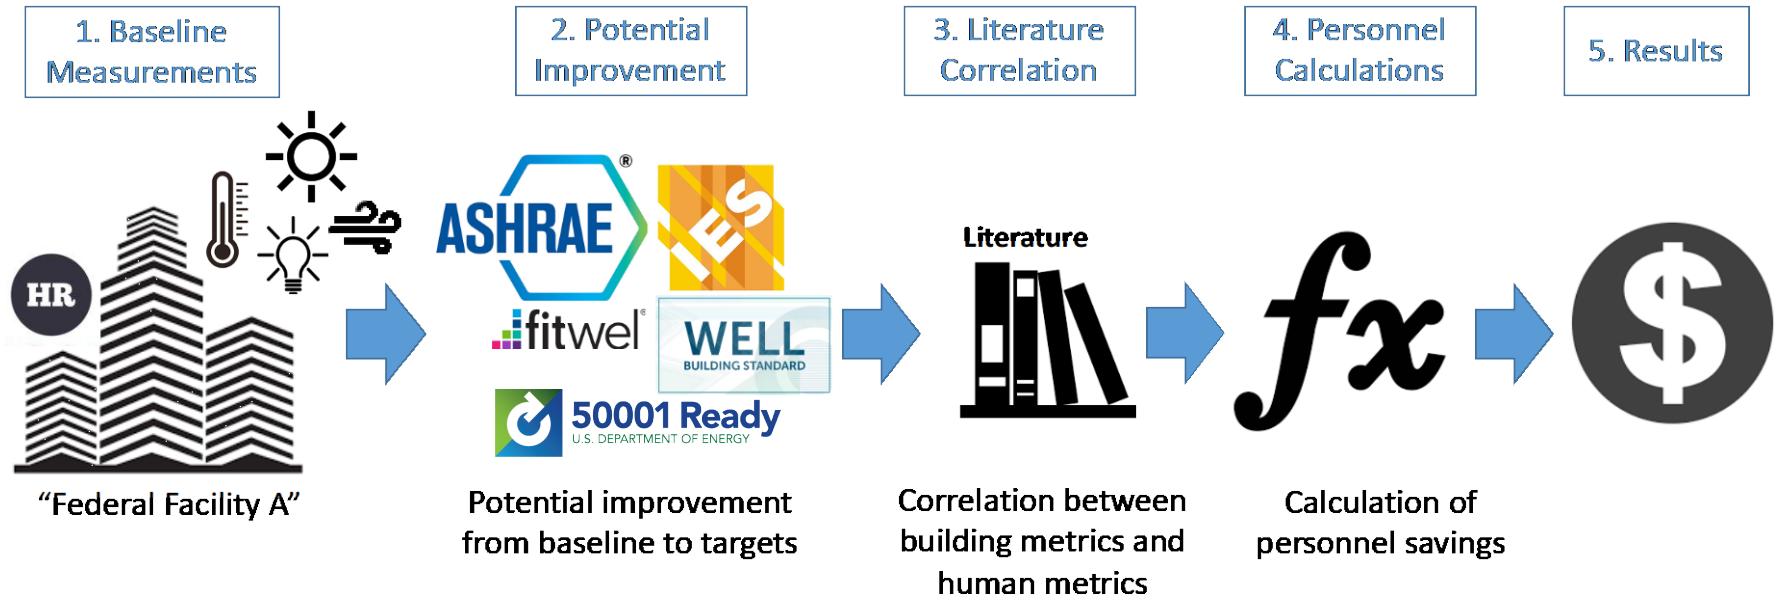 1. Baseline
Measurements
2. Potential
Improvement
3. Literature
Correlation
4. Personnel
Calculations
5. Results
HR
“Federal Facility A”
ASHRAE®
IES
fitwel®
WELL
BUILDING STANDARD
50001 Ready
U.S. DEPARTMENT OF ENERGY
Potential improvement
from baseline to targets
Literature
Correlation between
building metrics and
human metrics
fx
Calculation of
personnel savings
$